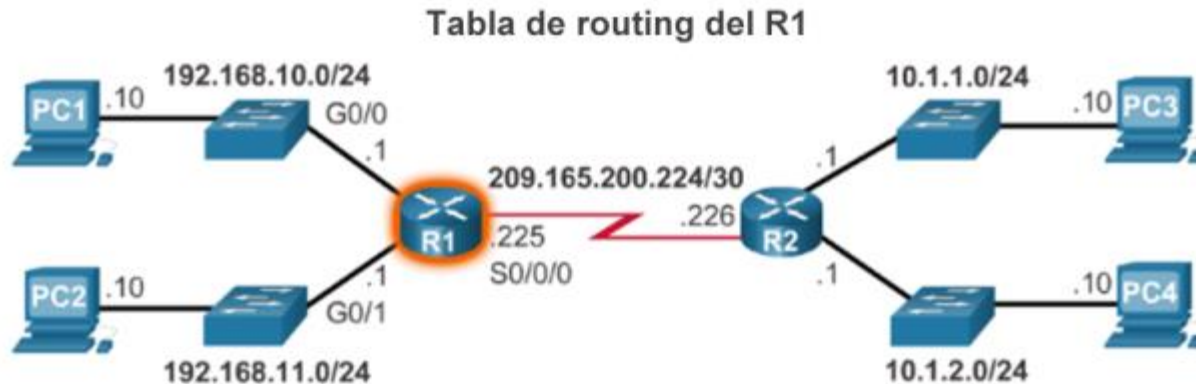 Tabla de routing del R1
192.168.10.0/24
10.1.1.0/24
PC1
.10
G0/0
.1
.10
PC3
.1
209.165.200.224/30
R1
.225
S0/0/0
.226
R2
PC2
.10
.1
G0/1
.1
.10
PC4
192.168.11.0/24
10.1.2.0/24